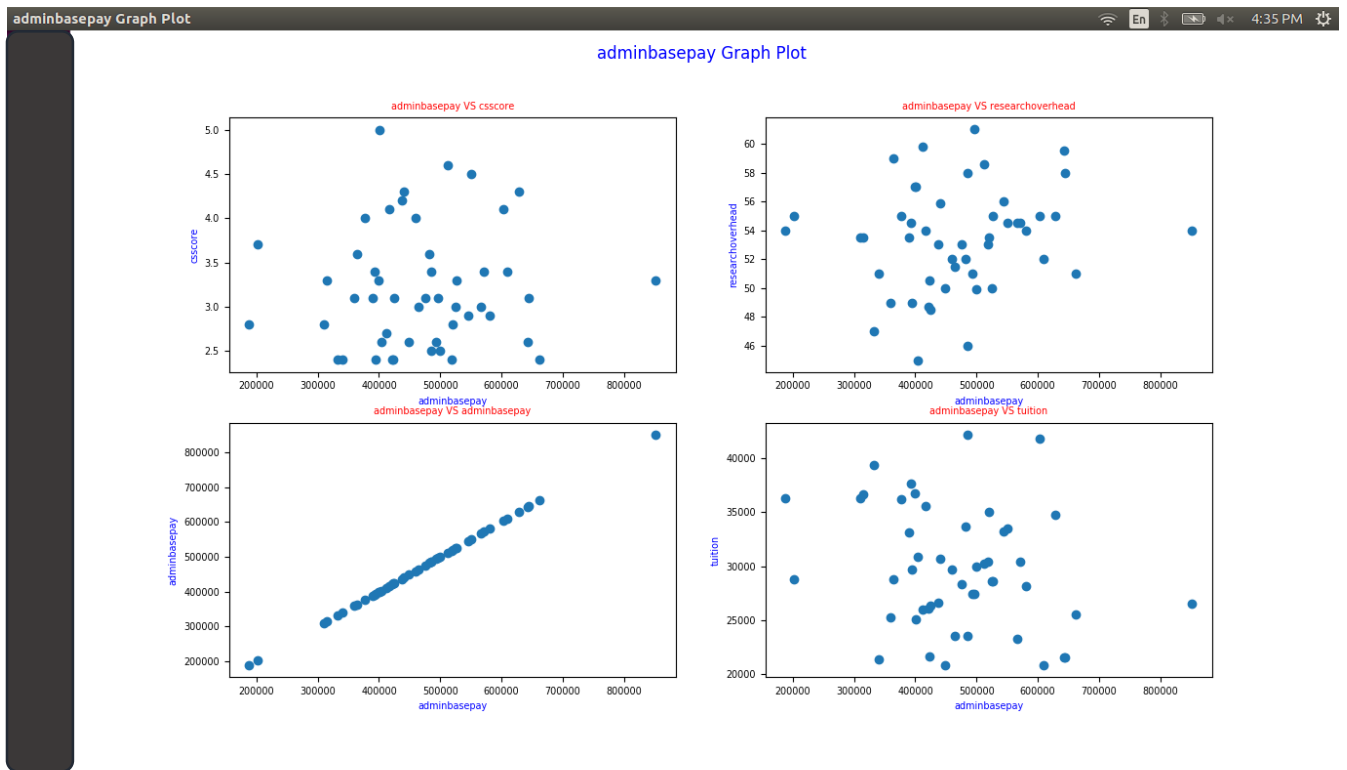 adminbasepay Graph Plot
En
4:35 PM
adminbasepay Graph Plot
adminbasepay VS csscore
5.0
4.5
4.0
3.5
3.0
2.5
csscore
200000 300000 400000 500000 600000 700000 800000
adminbasepay
adminbasepay VS researchoverhead
60
58
56
54
52
50
48
46
researchoverhead
200000 300000 400000 500000 600000 700000 800000
adminbasepay
adminbasepay VS adminbasepay
800000
700000
600000
500000
400000
300000
200000
adminbasepay
200000 300000 400000 500000 600000 700000 800000
adminbasepay
adminbasepay VS tuition
40000
35000
30000
25000
20000
tuition
200000 300000 400000 500000 600000 700000 800000
adminbasepay